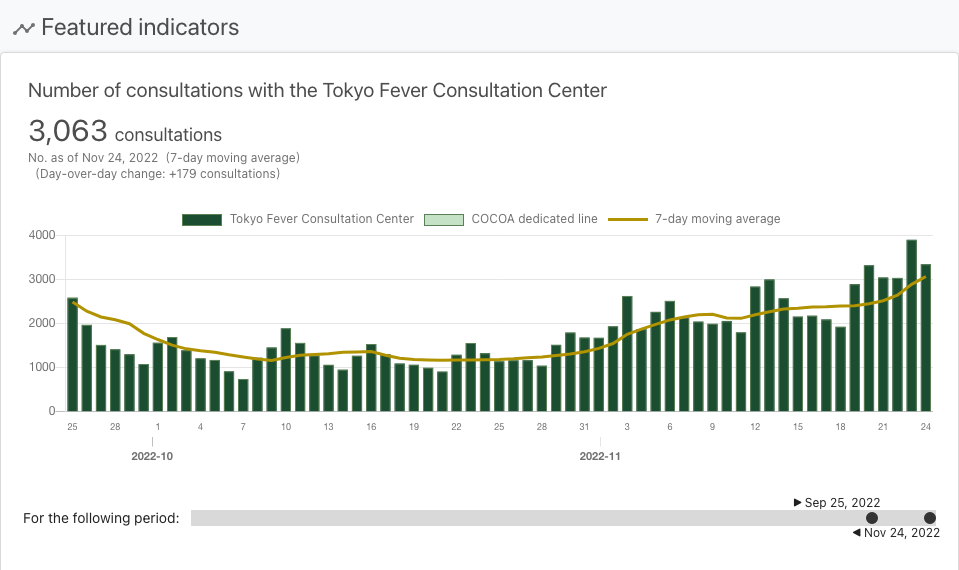 Featured indicators
Number of consultations with the Tokyo Fever Consultation Center
3,063 consultations
No. as of Nov 24, 2022 (7-day moving average)
(Day-over-day change: +179 consultations)
Tokyo Fever Consultation Center COCOA dedicated line 7-day moving average
4000
3000
2000
1000
0
25 28 1 4 7 10 13 16 19 22 25 28 31 3 6 9 12 15 18 21 24
2022-10 2022-11
▶ Sep 25, 2022
For the following period:
◀ Nov 24, 2022